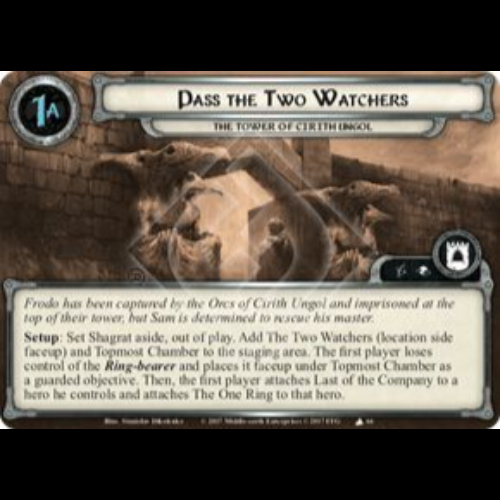 1A
PASS THE TWO WATCHERS
THE TOWER OF CIRITH UNGOL
Frodo has been captured by the Orcs of Cirith Ungol and imprisoned at the
top of their tower, but Sam is determined to rescue his master.
Setup: Set Shagrat aside, out of play. Add The Two Watchers (location side
faceup) and Topmost Chamber to the staging area. The first player loses
control of the Ring-bearer and places it faceup under Topmost Chamber as
a guarded objective. Then, the first player attaches Last of the Company to a
hero he controls and attaches The One Ring to that hero.
© 2017 Middle-earth Enterprises © 2017 FFG